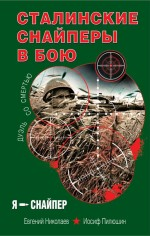 СТАЛИНСКИЕ
СНАЙПЕРЫ
В БОЮ
ДУЭЛЬ СО СМЕРТЬЮ
Я – СНАЙПЕР
Евгений Николаев • Иосиф Пилюшин